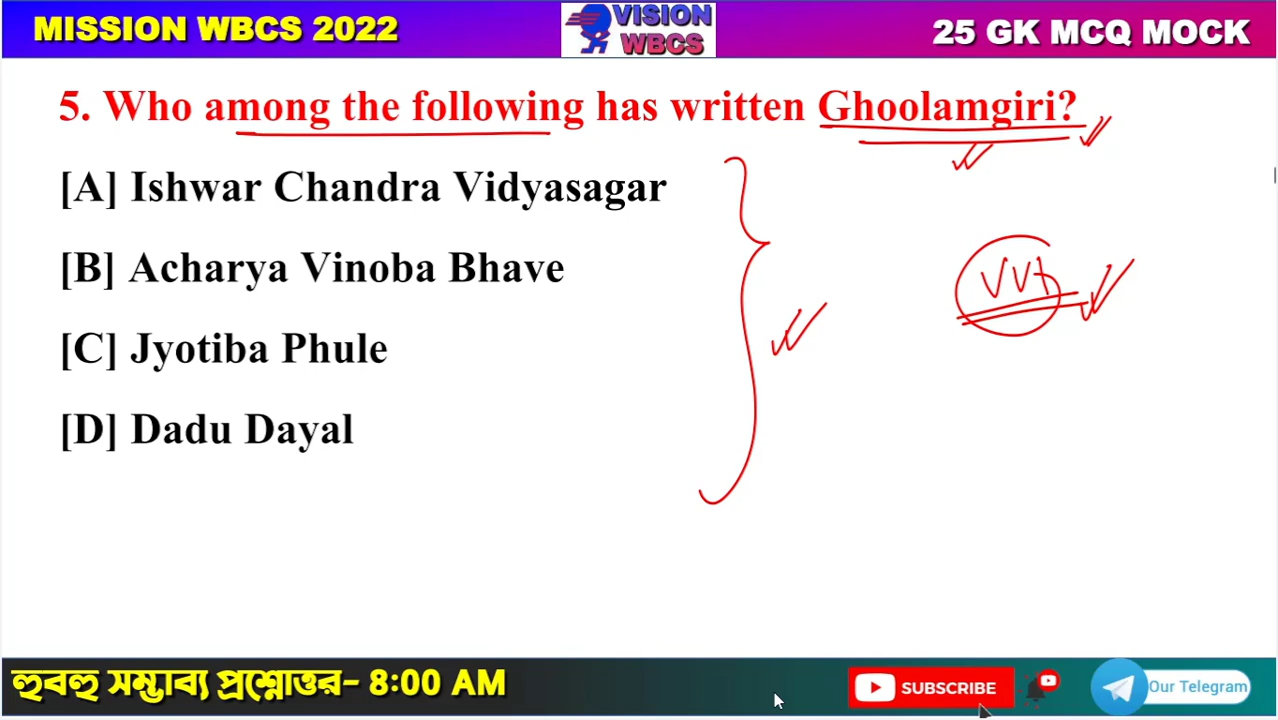 MISSION WBCS 2022
VISION
WBCS
25 GK MCQ MOCK
5. Who among the following has written Ghoolamgiri?
[A] Ishwar Chandra Vidyasagar
[B] Acharya Vinoba Bhave
[C] Jyotiba Phule
[D] Dadu Dayal
হুবহু সম্ভাব্য প্রশ্নোত্তর- 8:00 AM
SUBSCRIBE
Our Telegram